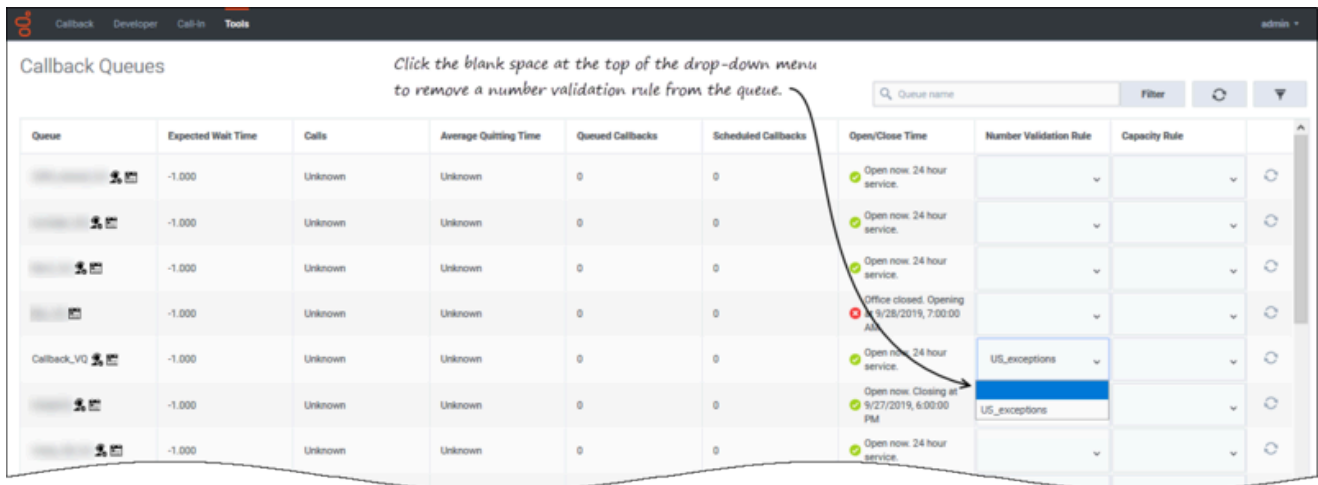 Callback Developer Call-In Tools admin
Callback Queues
Click the blank space at the top of the drop-down menu
to remove a number validation rule from the queue.
Queue name Filter
Queue Expected Wait Time Calls Average Quitting Time Queued Callbacks Scheduled Callbacks Open/Close Time Number Validation Rule Capacity Rule
-1.000 Unknown Unknown 0 0 Open now. 24 hour
service.
-1.000 Unknown Unknown 0 0 Open now. 24 hour
service.
-1.000 Unknown Unknown 0 0 Open now. 24 hour
service.
-1.000 Unknown Unknown 0 0 Office closed. Opening
at 9/28/2019, 7:00:00
AM
Callback_VQ -1.000 Unknown Unknown 0 0 Open now. 24 hour
service.
US_exceptions
-1.000 Unknown Unknown 0 0 Open now. Closing at
9/27/2019, 6:00:00
PM
US_exceptions
-1.000 Unknown Unknown 0 0 Open now. 24 hour
service.